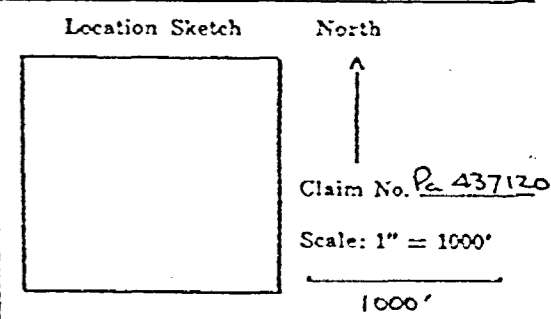 Location Sketch North
Claim No. Pa 437120
Scale: 1" = 1000'
1000'